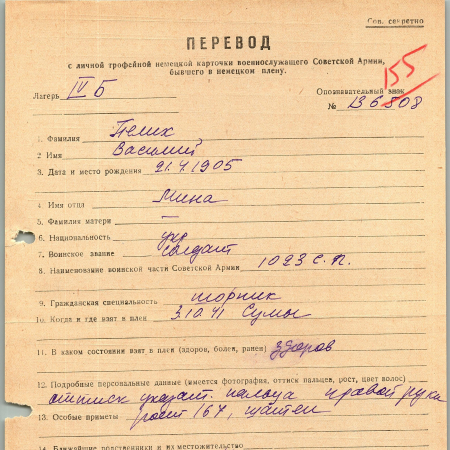 Сов. секретно
ПЕРЕВОД
с личной трофейной немецкой карточки военнослужащего Советской Армии,
бывшего в немецком плену.
155
Лагерь IV Б
Опознавательный знак
№ 136808
1. Фамилия Пелих
2 Имя Василий
3. Дата и место рождения 21.4.1905
4. Имя отца Мина
5. Фамилия матери —
6. Национальность укр
7. Воинское звание солдат
8. Наименование воинской части Советской Армии 1023 с.п.
9. Гражданская специальность шорник
10. Когда и где взят в плен 3.10.41 Сумы
11. В каком состоянии взят в плен (здоров, болен, ранен) здоров
12. Подробные персональные данные (имеется фотография, оттиск пальцев, рост, цвет волос)
оттиск указат. пальца правой руки
13. Особые приметы рост 164, шатен
14. Ближайшие родственники и их местожительство